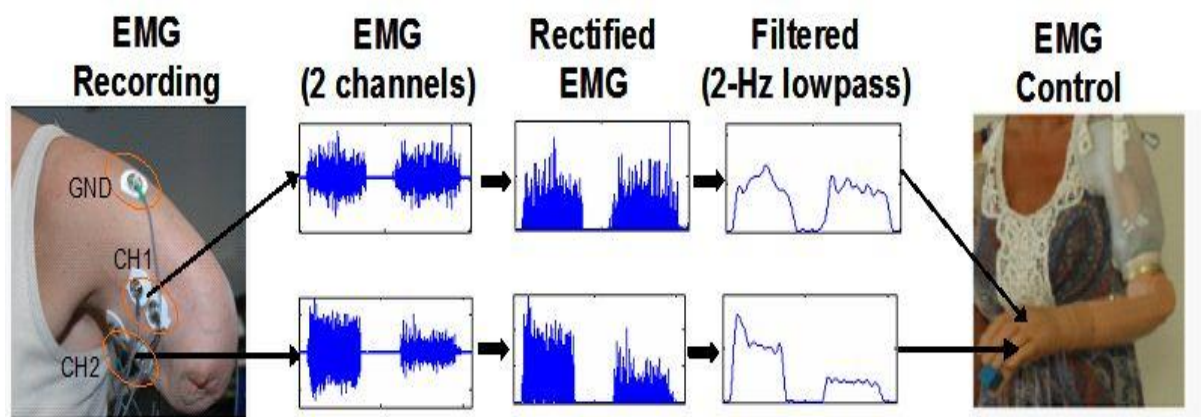 EMG
Recording
EMG
(2 channels)
Rectified
EMG
Filtered
(2-Hz lowpass)
EMG
Control
GND
CH1
CH2